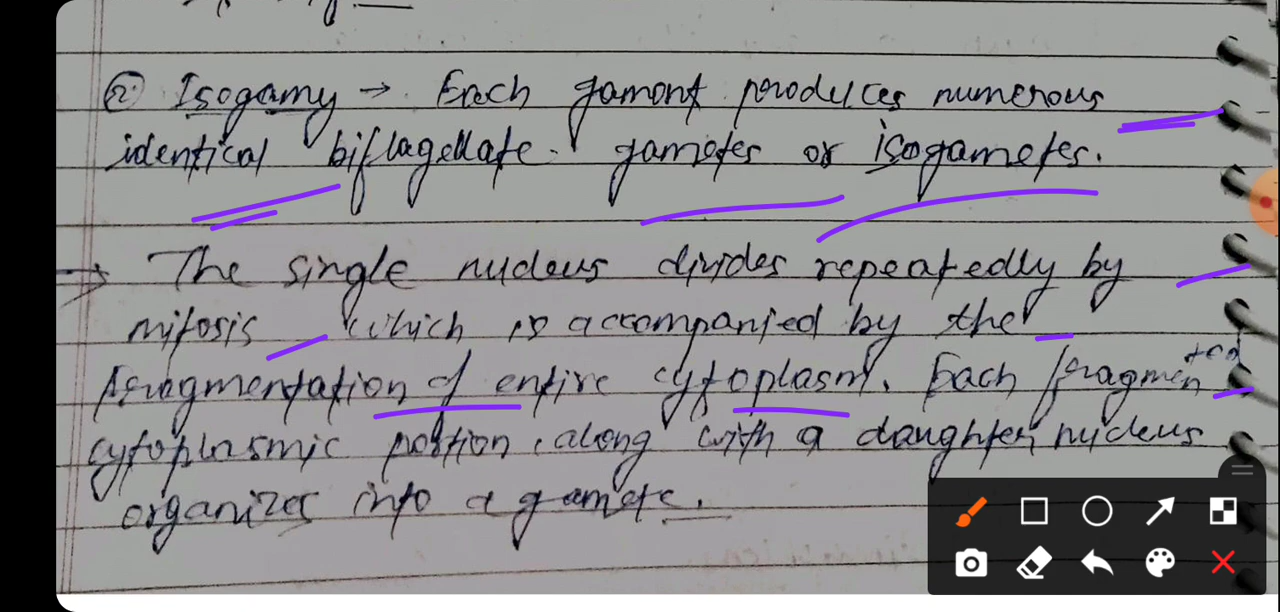 ② Isogamy → Each gamont produces numerous
identical biflagellate gametes or isogametes.
→ The single nucleus divides repeatedly by
mitosis which is accompanied by the
fragmentation of entire cytoplasm. Each fragmented
cytoplasmic portion, along with a daughter nucleus
organizes into a gamete.